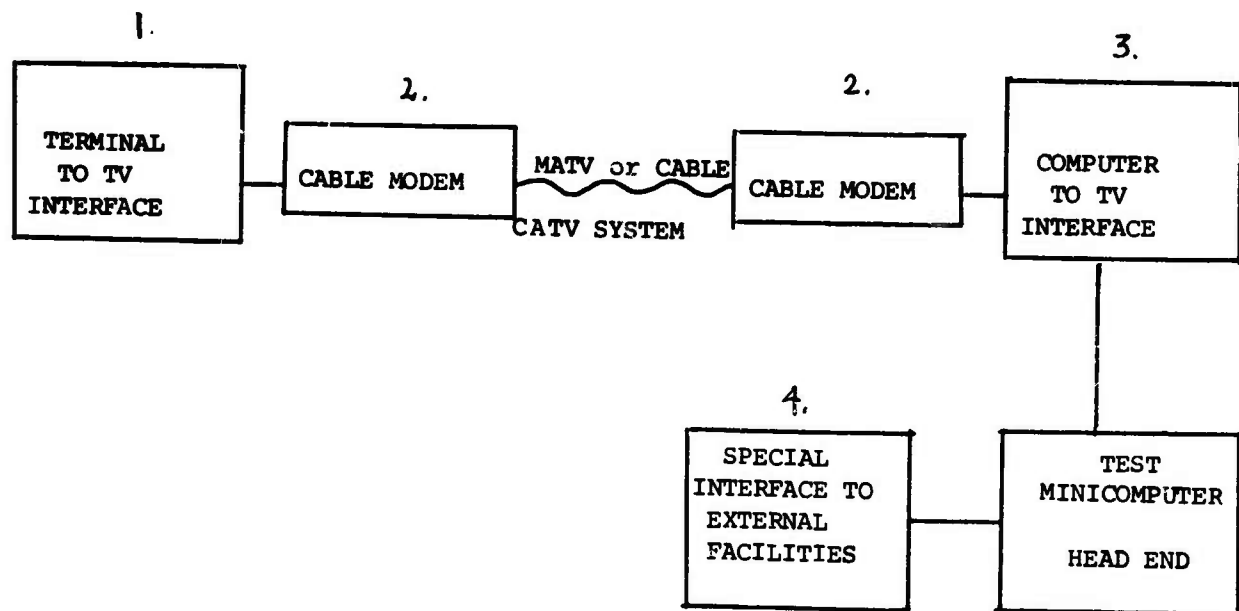 1.
TERMINAL
TO TV
INTERFACE
2.
CABLE MODEM
MATV or CABLE
CATV SYSTEM
2.
CABLE MODEM
3.
COMPUTER
TO TV
INTERFACE
4.
SPECIAL
INTERFACE TO
EXTERNAL
FACILITIES
TEST
MINICOMPUTER
HEAD END